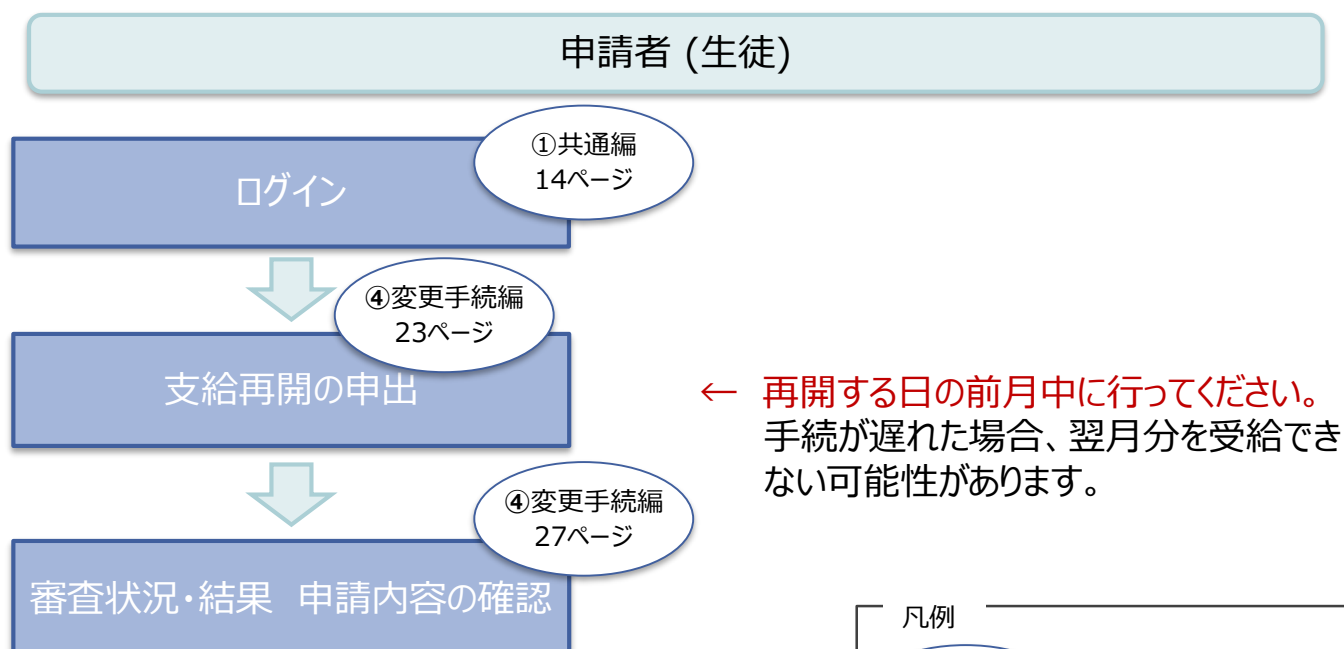 申請者 (生徒)
①共通編
14ページ
ログイン
④変更手続編
23ページ
支給再開の申出
← 再開する日の前月中に行ってください。
手続が遅れた場合、翌月分を受給でき
ない可能性があります。
④変更手続編
27ページ
審査状況・結果　申請内容の確認
凡例